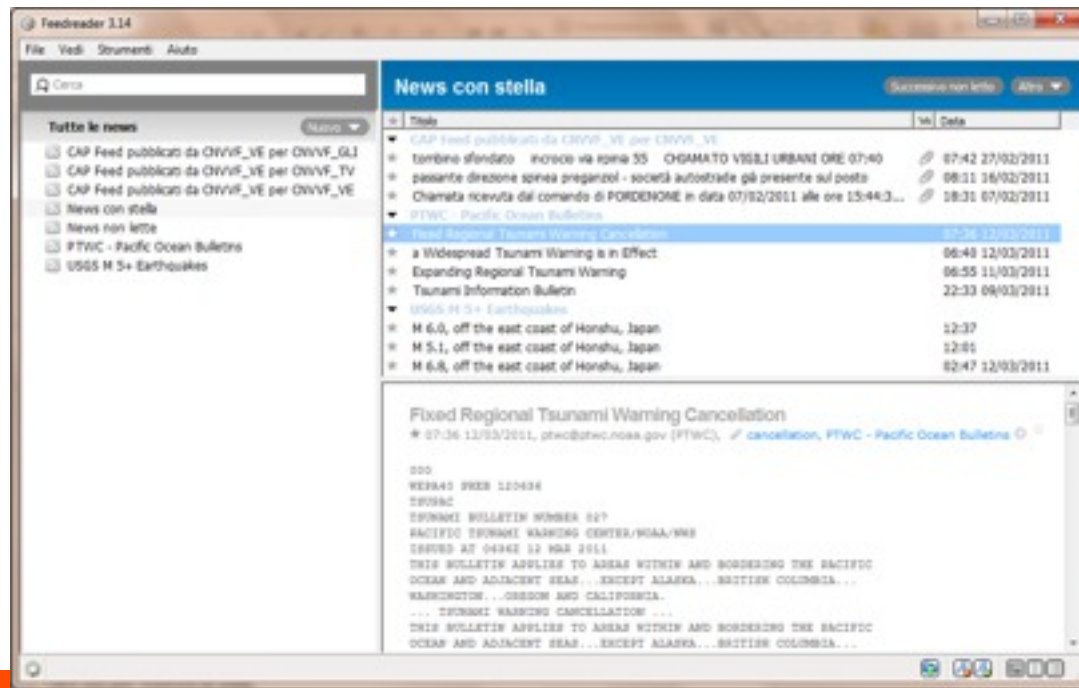 Feedreader 3.14
File Vedi Strumenti Aiuto
Cerca
News con stella
Successivo non letto Altro
Tutte le news Nuovo
CAP Feed pubblicati da CNVVF_VE per CNVVF_GLI
CAP Feed pubblicati da CNVVF_VE per CNVVF_TV
CAP Feed pubblicati da CNVVF_VE per CNVVF_VE
News con stella
News non lette
PTWC - Pacific Ocean Bulletins
USGS M 5+ Earthquakes
Titolo Data
CAP Feed pubblicati da CNVVF_VE per CNVVF_VE
tombino sfondato incrocio via roma 55 CHIAMATO VIGILI URBANI ORE 07:40 07:42 27/02/2011
passante direzione spinea preganziol - società autostrade già presente sul posto 08:11 16/02/2011
Chiamata ricevuta dal comando di PORDENONE in data 07/02/2011 alle ore 15:44:3... 18:31 07/02/2011
PTWC - Pacific Ocean Bulletins
Fixed Regional Tsunami Warning Cancellation 07:36 12/03/2011
a Widespread Tsunami Warning is in Effect 06:40 12/03/2011
Expanding Regional Tsunami Warning 06:55 11/03/2011
Tsunami Information Bulletin 22:33 09/03/2011
USGS M 5+ Earthquakes
M 6.0, off the east coast of Honshu, Japan 12:37
M 5.1, off the east coast of Honshu, Japan 12:01
M 6.8, off the east coast of Honshu, Japan 02:47 12/03/2011
Fixed Regional Tsunami Warning Cancellation
07:36 12/03/2011, ptwc@ptwc.noaa.gov (PTWC), cancellation, PTWC - Pacific Ocean Bulletins
WEPA40 PHEB 120636
TSUPAC
TSUNAMI BULLETIN NUMBER 027
PACIFIC TSUNAMI WARNING CENTER/NOAA/NWS
ISSUED AT 0636Z 12 MAR 2011
THIS BULLETIN APPLIES TO AREAS WITHIN AND BORDERING THE PACIFIC
OCEAN AND ADJACENT SEAS...EXCEPT ALASKA...BRITISH COLUMBIA...
WASHINGTON...OREGON AND CALIFORNIA.
... TSUNAMI WARNING CANCELLATION ...
THIS BULLETIN APPLIES TO AREAS WITHIN AND BORDERING THE PACIFIC
OCEAN AND ADJACENT SEAS...EXCEPT ALASKA...BRITISH COLUMBIA...